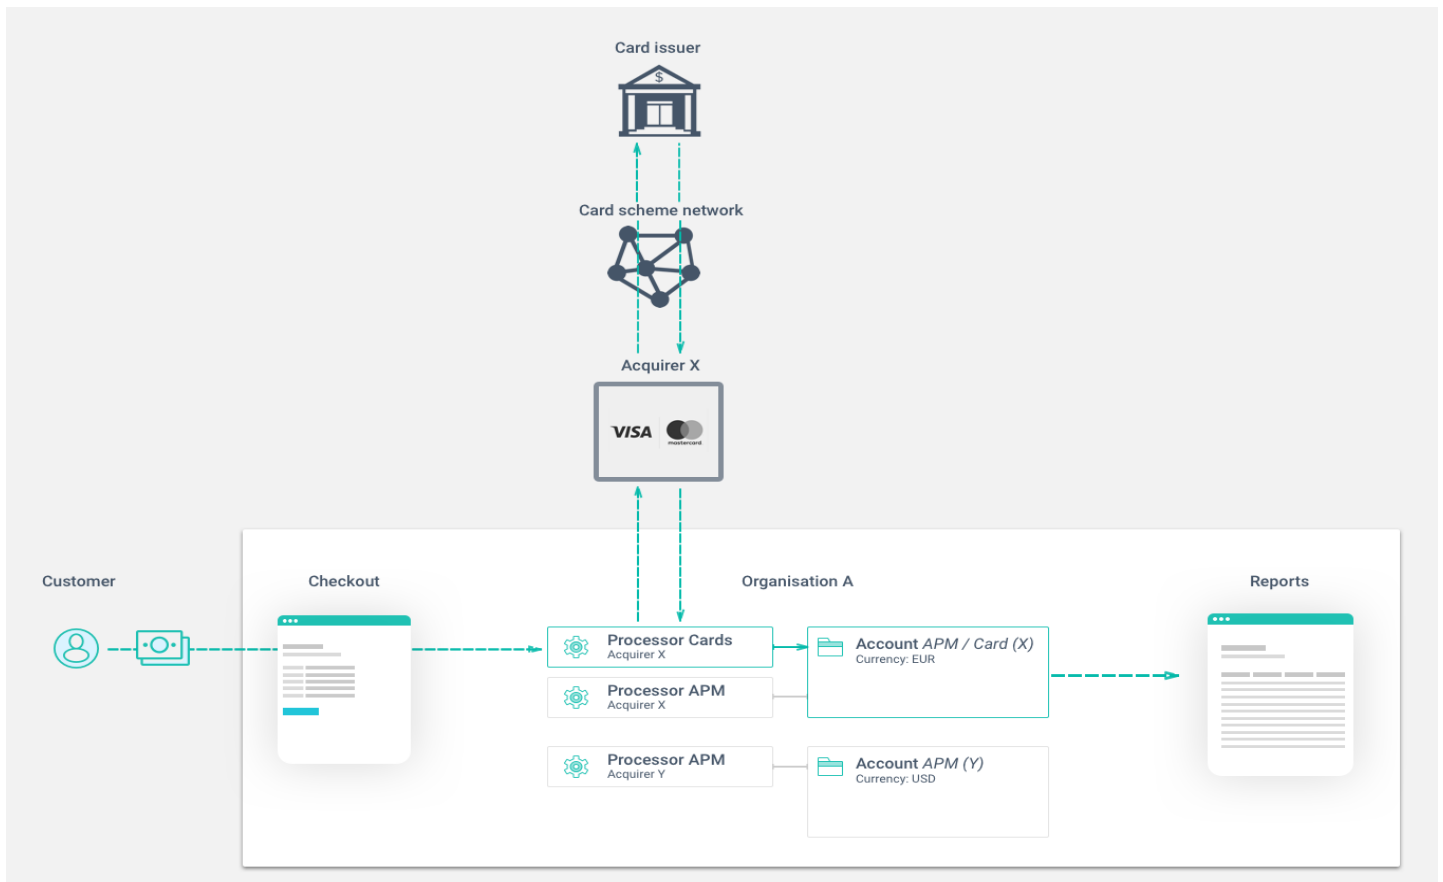 Card issuer
$
Card scheme network
Acquirer X
VISA
mastercard
Customer
Checkout
Organisation A
Reports
Processor Cards
Acquirer X
Account APM / Card (X)
Currency: EUR
Processor APM
Acquirer X
Processor APM
Acquirer Y
Account APM (Y)
Currency: USD